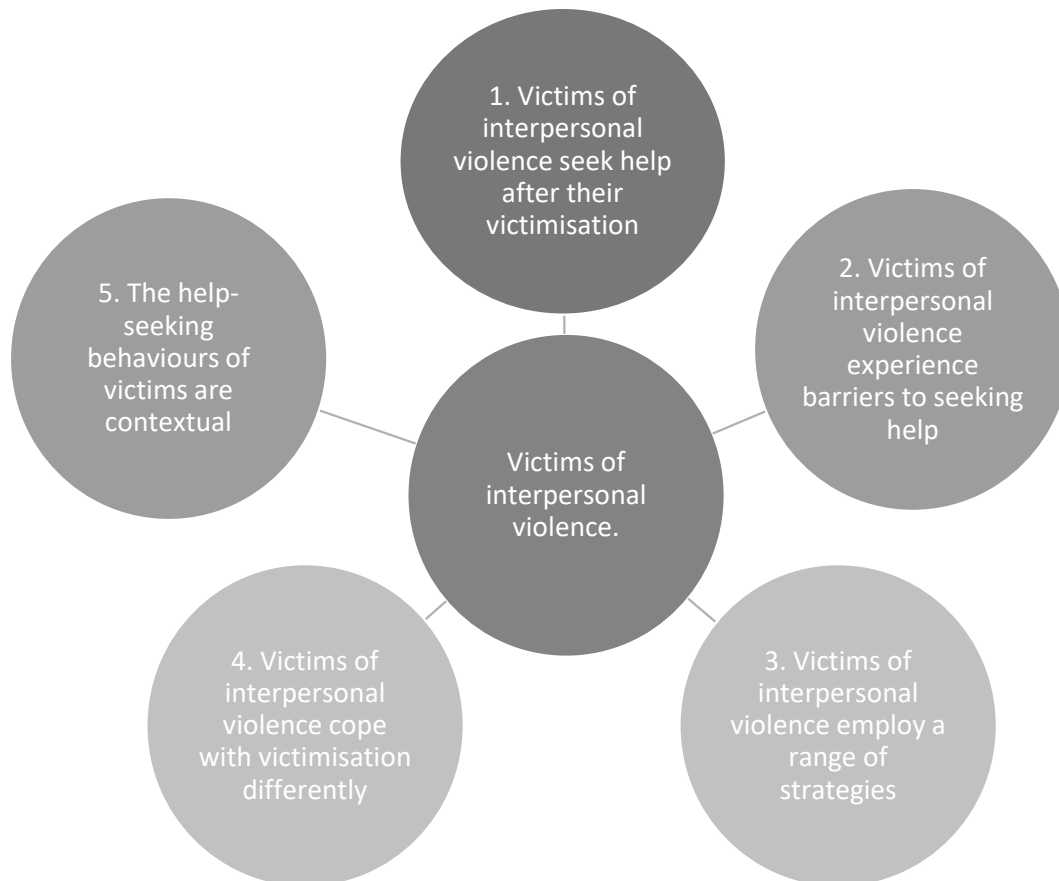 1. Victims of
interpersonal
violence seek help
after their
victimisation
2. Victims of
interpersonal
violence
experience
barriers to seeking
help
3. Victims of
interpersonal
violence employ a
range of
strategies
4. Victims of
interpersonal
violence cope
with victimisation
differently
5. The help-
seeking
behaviours of
victims are
contextual
Victims of
interpersonal
violence.